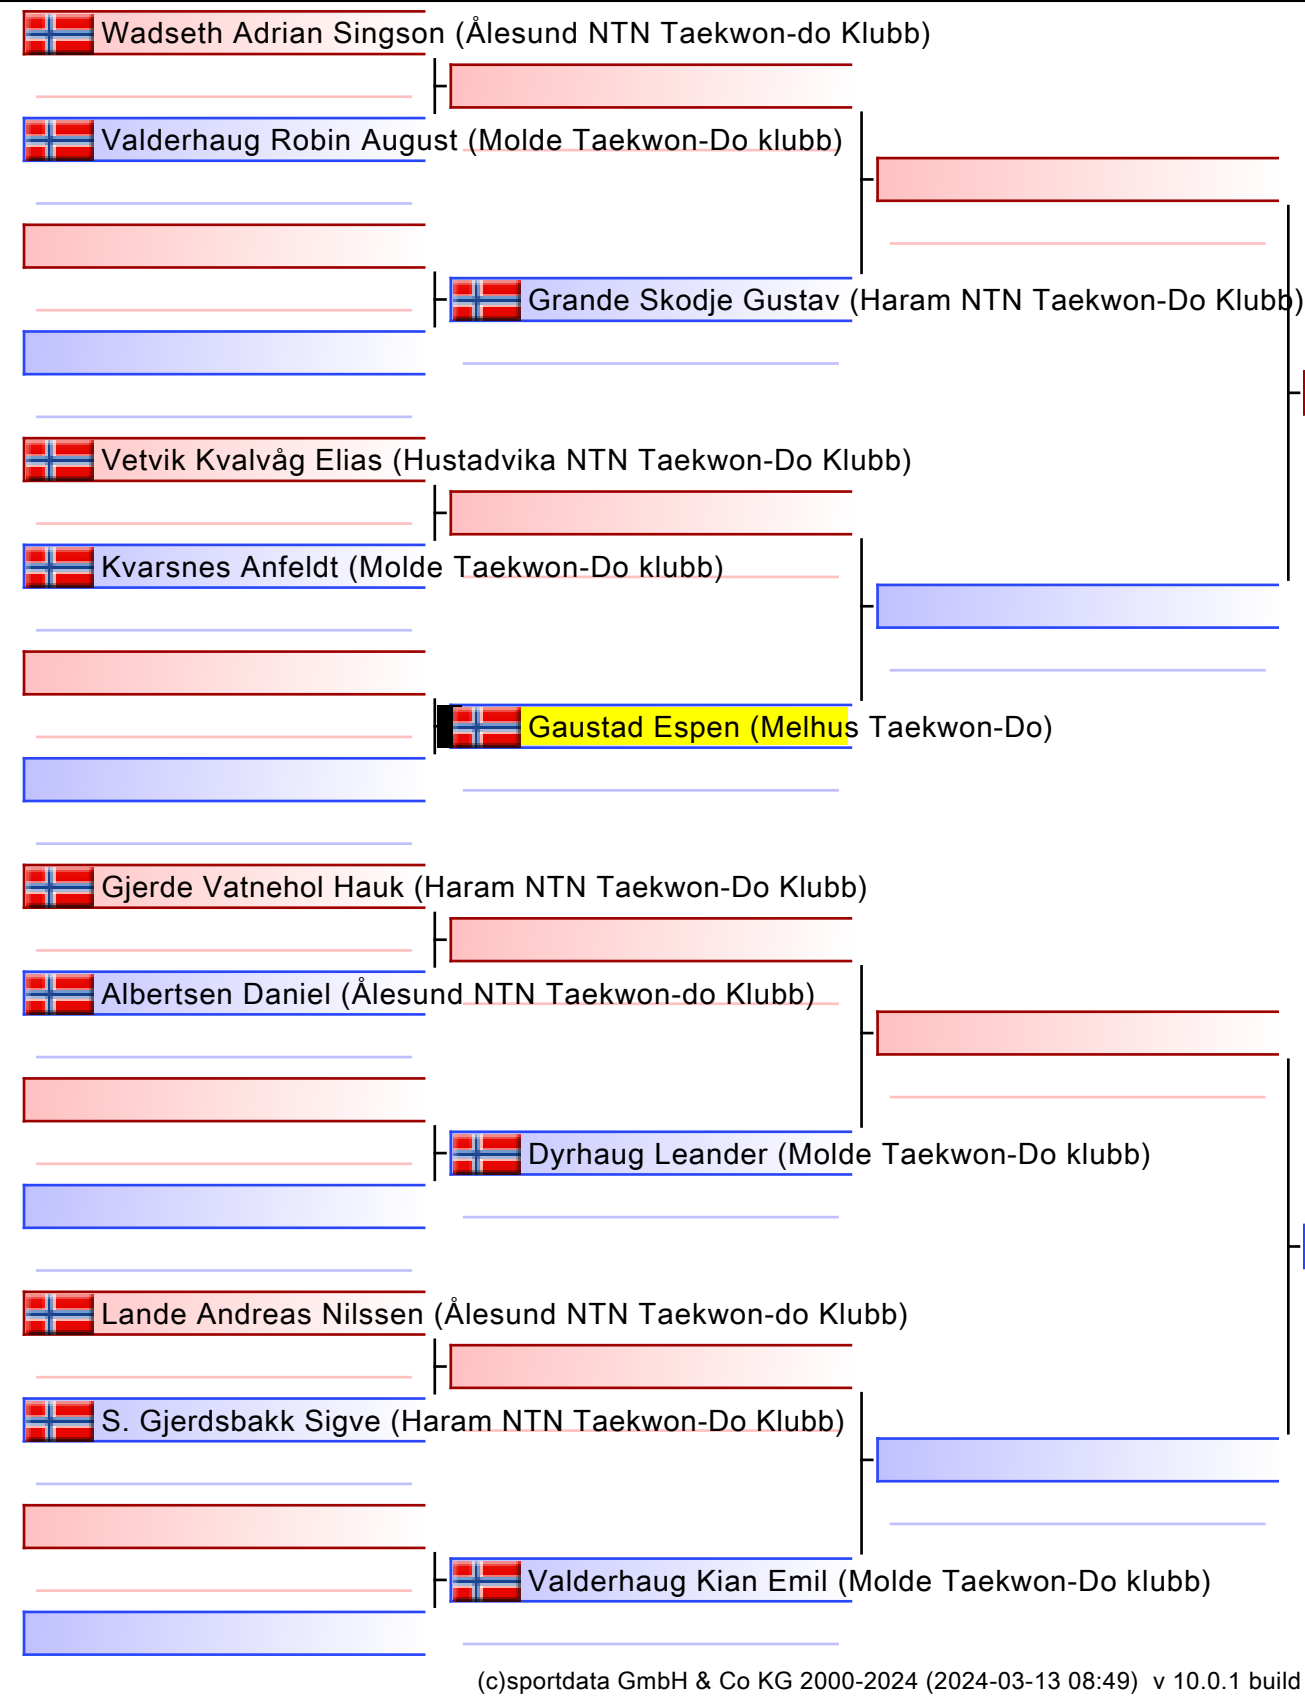 Wadseth Adrian Singson (Ålesund NTN Taekwon-do Klubb)
Valderhaug Robin August (Molde Taekwon-Do klubb)
Grande Skodje Gustav (Haram NTN Taekwon-Do Klubb)
Vetvik Kvalvåg Elias (Hustadvika NTN Taekwon-Do Klubb)
Kvarsnes Anfeldt (Molde Taekwon-Do klubb)
Gaustad Espen (Melhus Taekwon-Do)
Gjerde Vatnehol Hauk (Haram NTN Taekwon-Do Klubb)
Albertsen Daniel (Ålesund NTN Taekwon-do Klubb)
Dyrhaug Leander (Molde Taekwon-Do klubb)
Lande Andreas Nilssen (Ålesund NTN Taekwon-do Klubb)
S. Gjerdsbakk Sigve (Haram NTN Taekwon-Do Klubb)
Valderhaug Kian Emil (Molde Taekwon-Do klubb)
(c)sportdata GmbH & Co KG 2000-2024 (2024-03-13 08:49) v 10.0.1 build